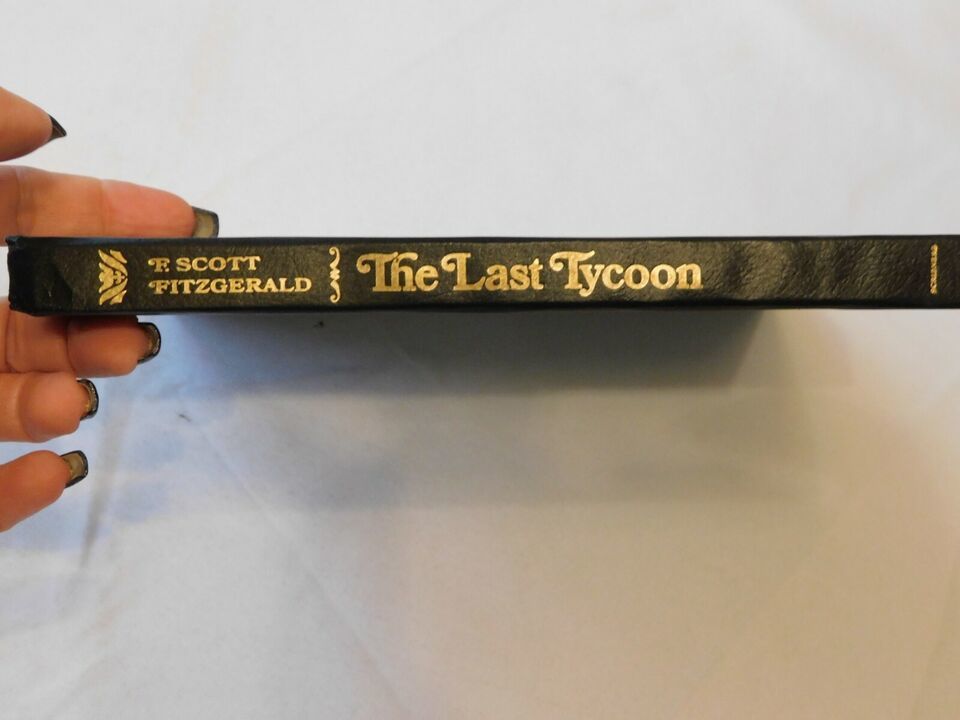 F. SCOTT
FITZGERALD
The Last Tycoon